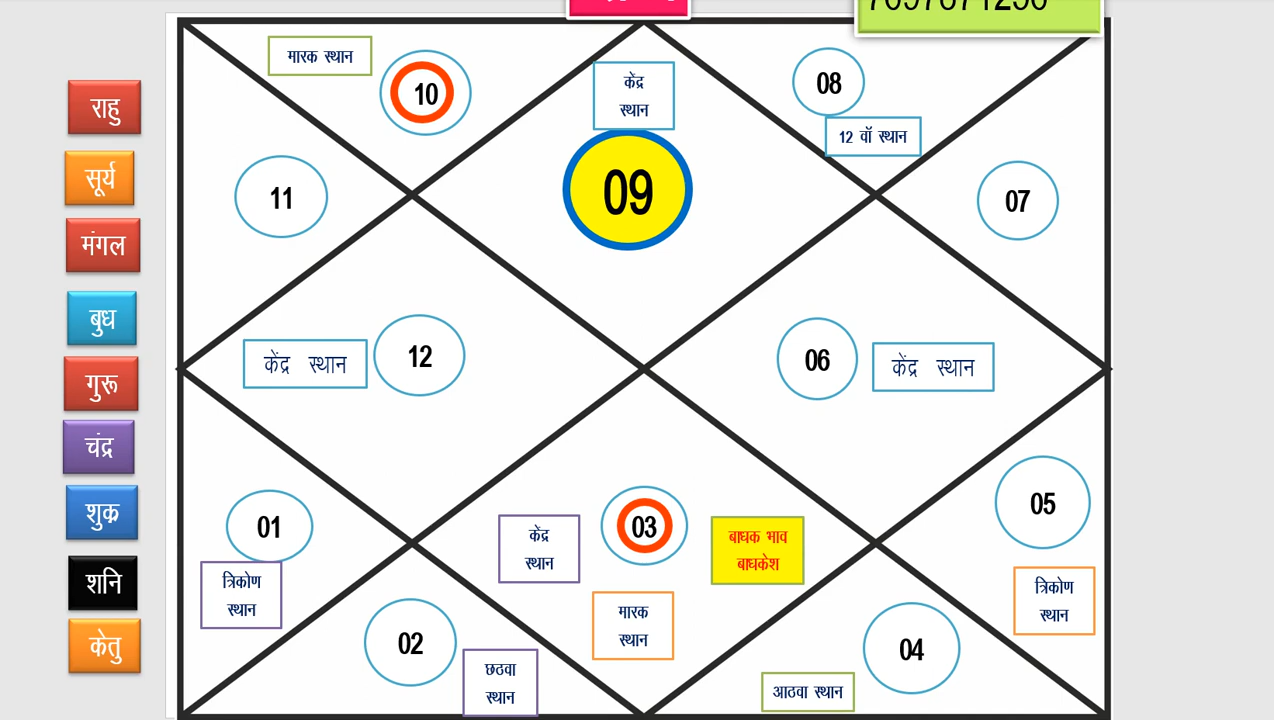 मारक स्थान
10
केंद्र
स्थान
08
12 वॉ स्थान
राहु
सूर्य
मंगल
बुध
गुरू
चंद्र
शुक्र
शनि
केतु
11
09
07
केंद्र स्थान
12
06
केंद्र स्थान
01
त्रिकोण
स्थान
केंद्र
स्थान
03
बाधक भाव
बाधकेश
मारक
स्थान
05
त्रिकोण
स्थान
02
छठवा
स्थान
04
आठवा स्थान